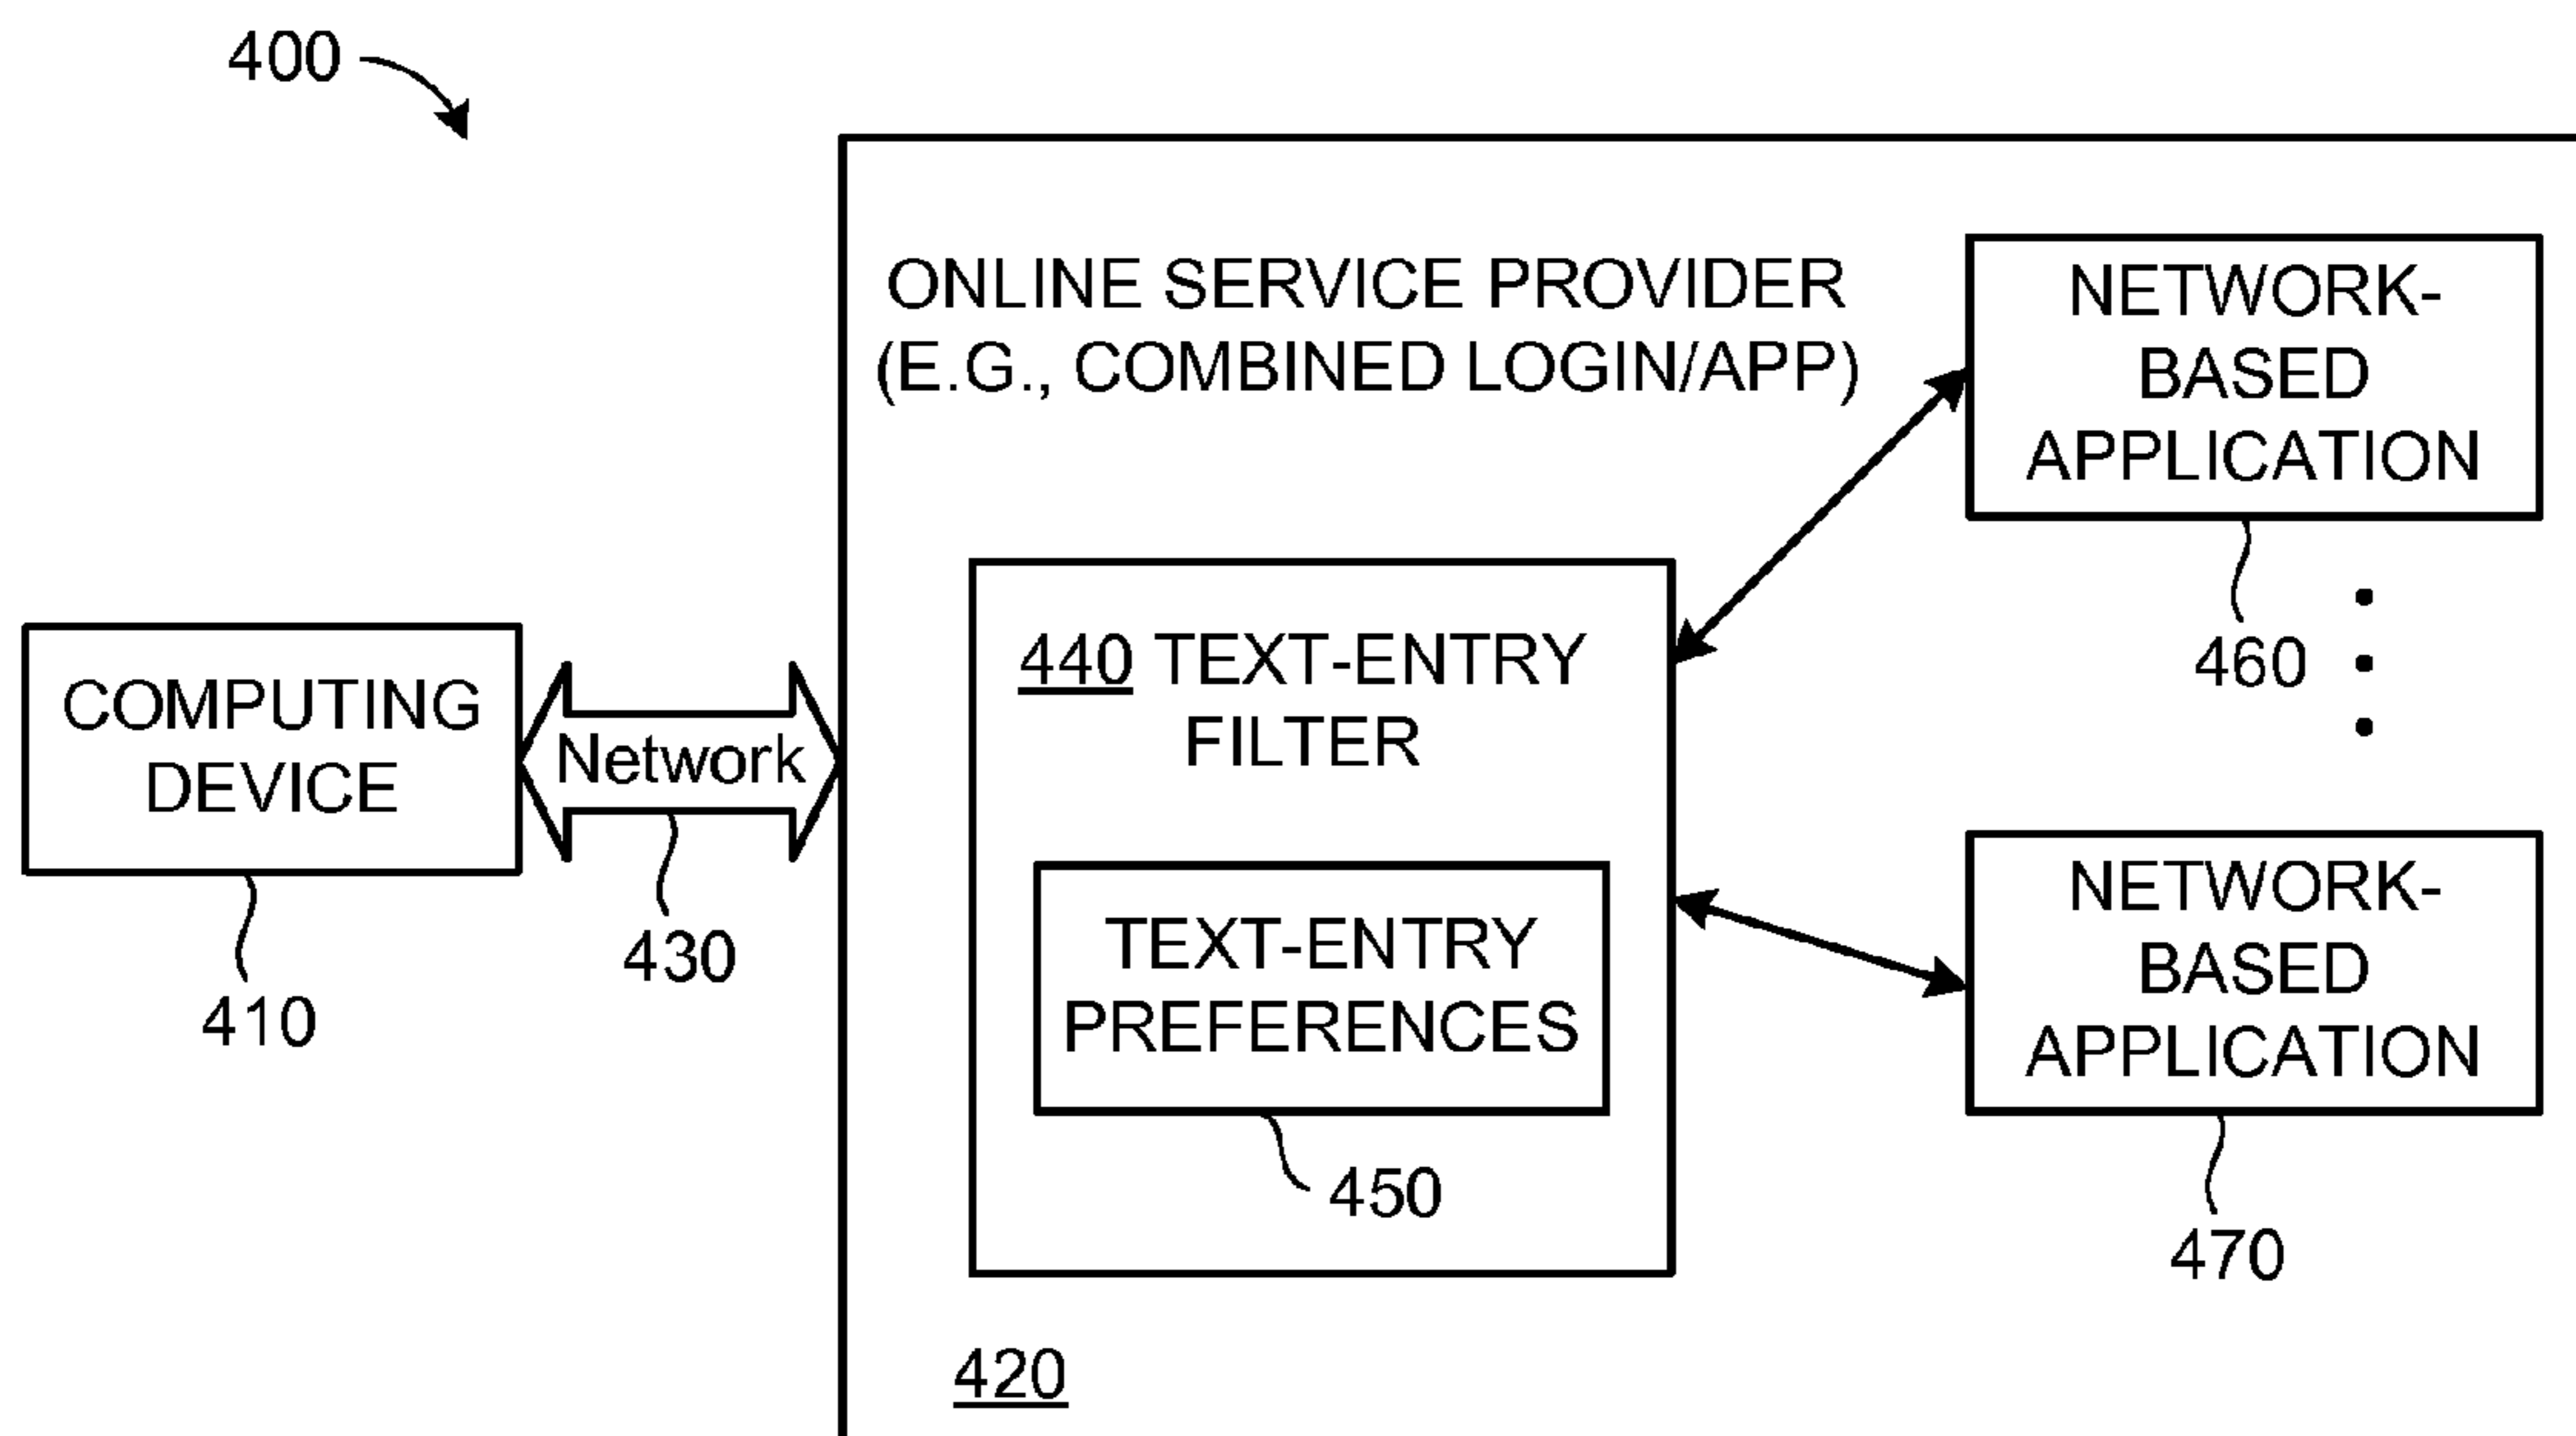 400
ONLINE SERVICE PROVIDER
(E.G., COMBINED LOGIN/APP)
NETWORK-
BASED
APPLICATION
460
COMPUTING
DEVICE
410
Network
430
440 TEXT-ENTRY
FILTER
TEXT-ENTRY
PREFERENCES
450
NETWORK-
BASED
APPLICATION
470
420